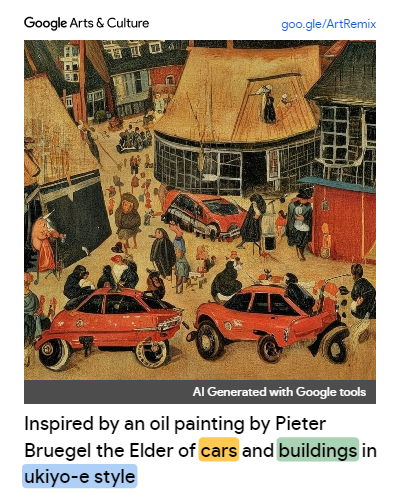 Google Arts & Culture
goo.gle/ArtRemix
AI Generated with Google tools
Inspired by an oil painting by Pieter
Bruegel the Elder of cars and buildings in
ukiyo-e style